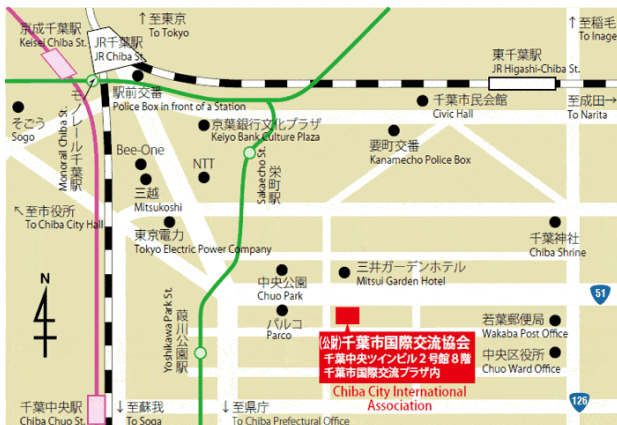 京成千葉駅
Keisei Chiba St.
JR千葉駅
JR Chiba St.
↑至東京
To Tokyo
↑至稲毛
To Inage
東千葉駅
JR Higashi-Chiba St.
駅前交番
Police Box in front of a Station
千葉市民会館
Civic Hall
至成田→
To Narita
そごう
Sogo
モノレール千葉駅
Monorail Chiba St.
京葉銀行文化プラザ
Keiyo Bank Culture Plaza
要町交番
Kanamecho Police Box
Bee-One
NTT
栄町駅
Sakaecho St.
三越
Mitsukoshi
↖至市役所
To Chiba City Hall
東京電力
Tokyo Electric Power Company
千葉神社
Chiba Shrine
中央公園
Chuo Park
三井ガーデンホテル
Mitsui Garden Hotel
51
N
葭川公園駅
Yoshikawa Park St.
パルコ
Parco
若葉郵便局
Wakaba Post Office
(公財)千葉市国際交流協会
千葉中央ツインビル2号館8階
千葉市国際交流プラザ内
中央区役所
Chuo Ward Office
Chiba City International
Association
126
千葉中央駅
Chiba Chuo St.
↓至蘇我
To Soga
↓至県庁
To Chiba Prefectural Office